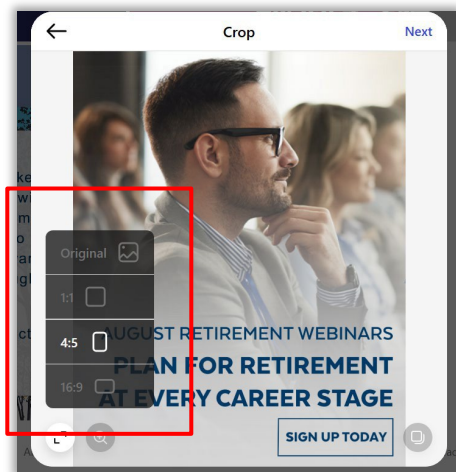 Crop
Next
Original
1:1
4:5
16:9
AUGUST RETIREMENT WEBINARS
PLAN FOR RETIREMENT
AT EVERY CAREER STAGE
SIGN UP TODAY